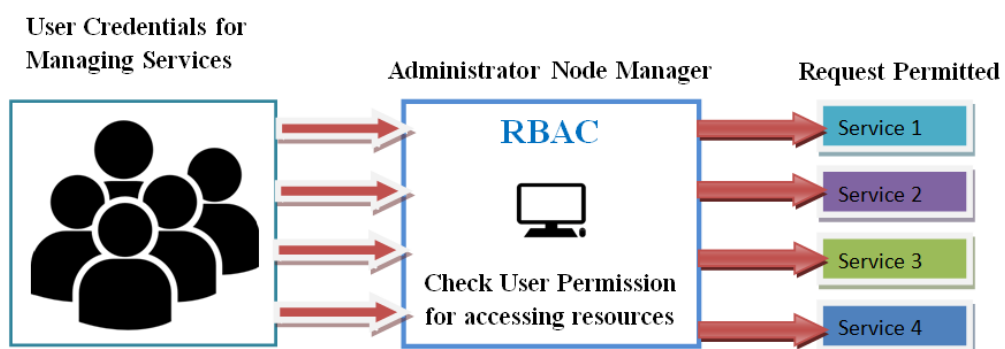 User Credentials for
Managing Services
Administrator Node Manager
Request Permitted
RBAC
Check User Permission
for accessing resources
Service 1
Service 2
Service 3
Service 4